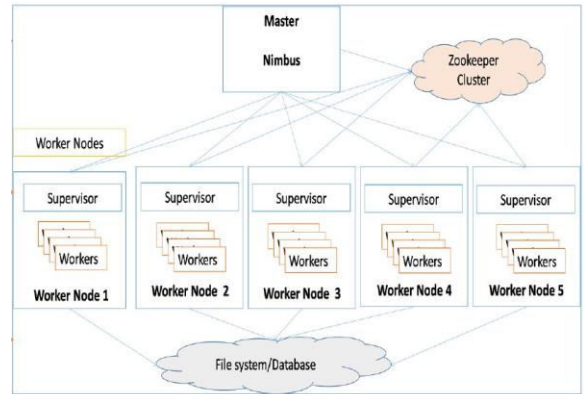 Master
Nimbus
Zookeeper
Cluster
Worker Nodes
Supervisor
Supervisor
Supervisor
Supervisor
Supervisor
Workers
Workers
Workers
Workers
Workers
Worker Node 1
Worker Node 2
Worker Node 3
Worker Node 4
Worker Node 5
File system/Database